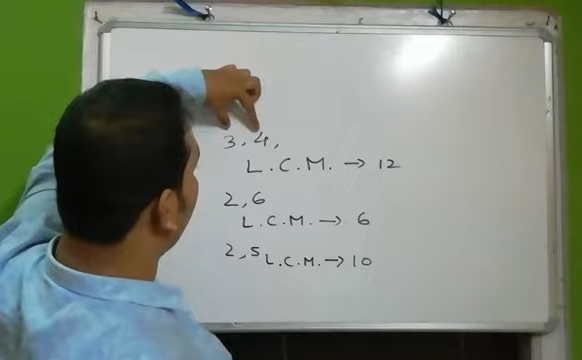 3, 4,
L.C.M. → 12
2, 6
L.C.M. → 6
2, 5 L.C.M. → 10